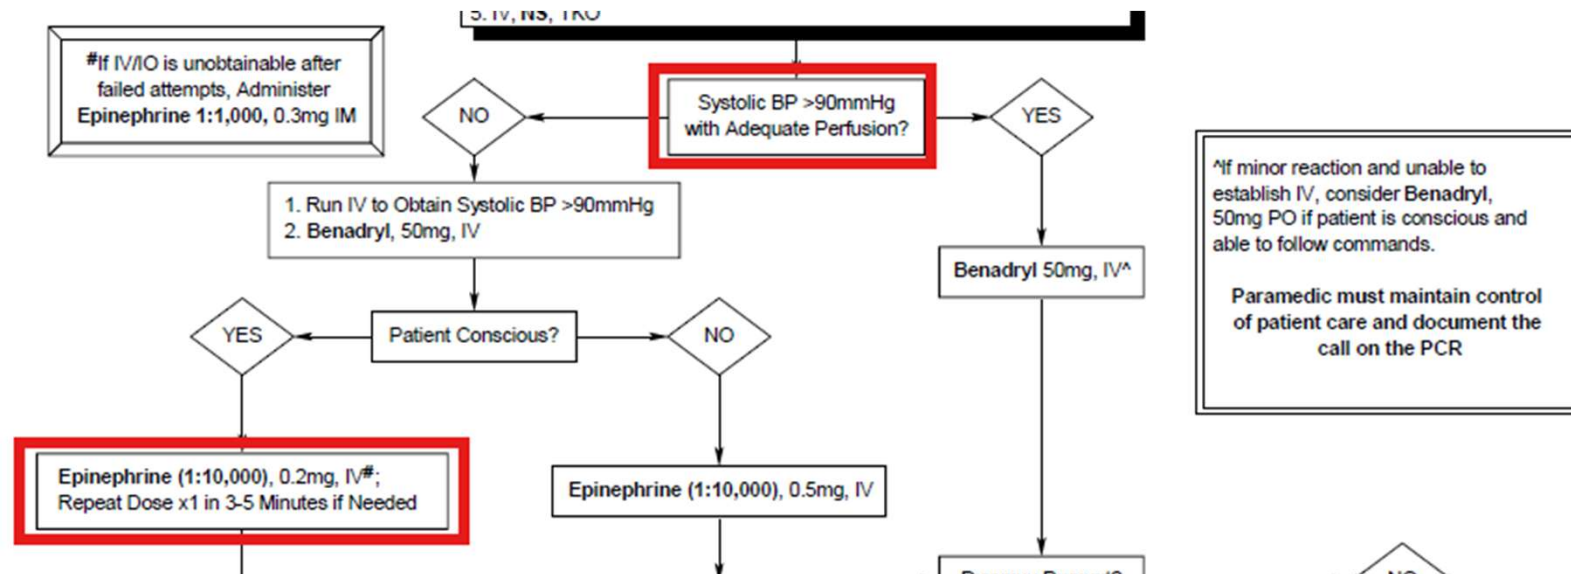 5. IV, NS, TKO
#If IV/IO is unobtainable after
failed attempts, Administer
Epinephrine 1:1,000, 0.3mg IM
Systolic BP >90mmHg
with Adequate Perfusion?
NO
YES
^If minor reaction and unable to
establish IV, consider Benadryl,
50mg PO if patient is conscious and
able to follow commands.
Paramedic must maintain control
of patient care and document the
call on the PCR
1. Run IV to Obtain Systolic BP >90mmHg
2. Benadryl, 50mg, IV
Benadryl 50mg, IV^
YES
Patient Conscious?
NO
Epinephrine (1:10,000), 0.2mg, IV#;
Repeat Dose x1 in 3-5 Minutes if Needed
Epinephrine (1:10,000), 0.5mg, IV
NO